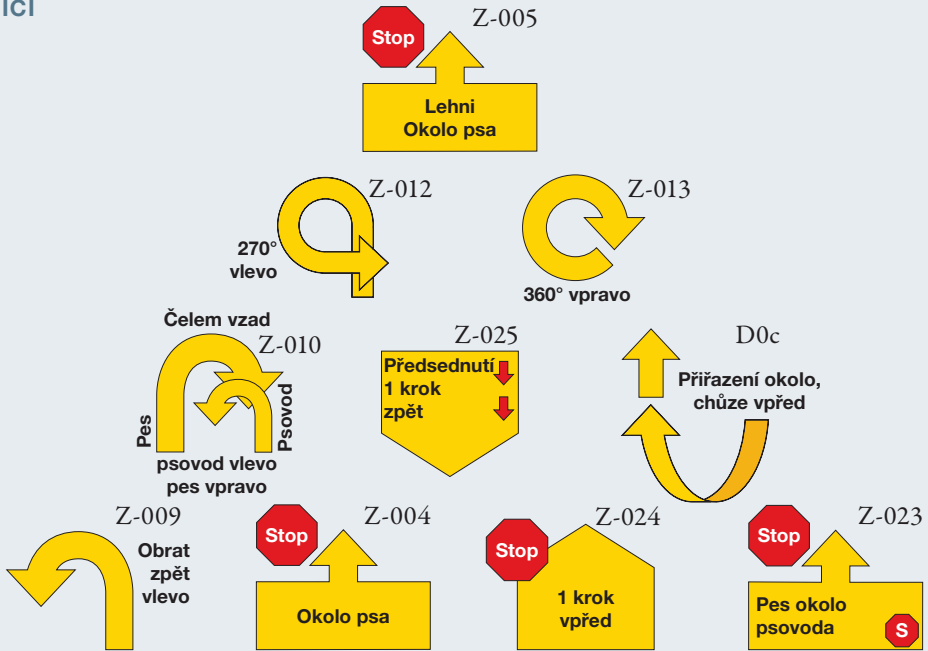 ící
Stop
Z-005
Lehni
Okolo psa
Z-012
270°
vlevo
Z-013
360° vpravo
Čelem vzad
Z-010
Pes
Psovod
psovod vlevo
pes vpravo
Z-025
Předsednutí
1 krok
zpět
D0c
Přiřazení okolo,
chůze vpřed
Z-009
Obrat
zpět
vlevo
Stop
Z-004
Okolo psa
Stop
Z-024
1 krok
vpřed
Stop
Z-023
Pes okolo
psovoda
S